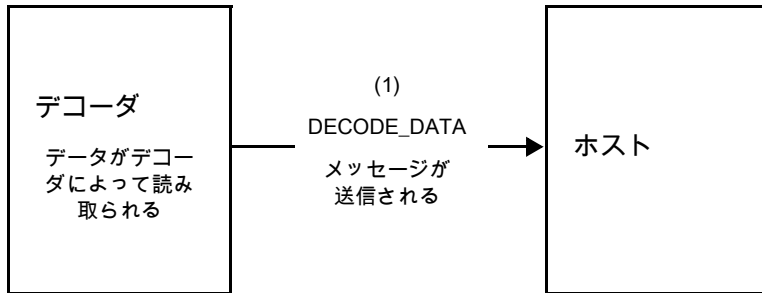 デコーダ
データがデコー
ダによって読み
取られる
(1)
DECODE_DATA
メッセージが
送信される
ホスト